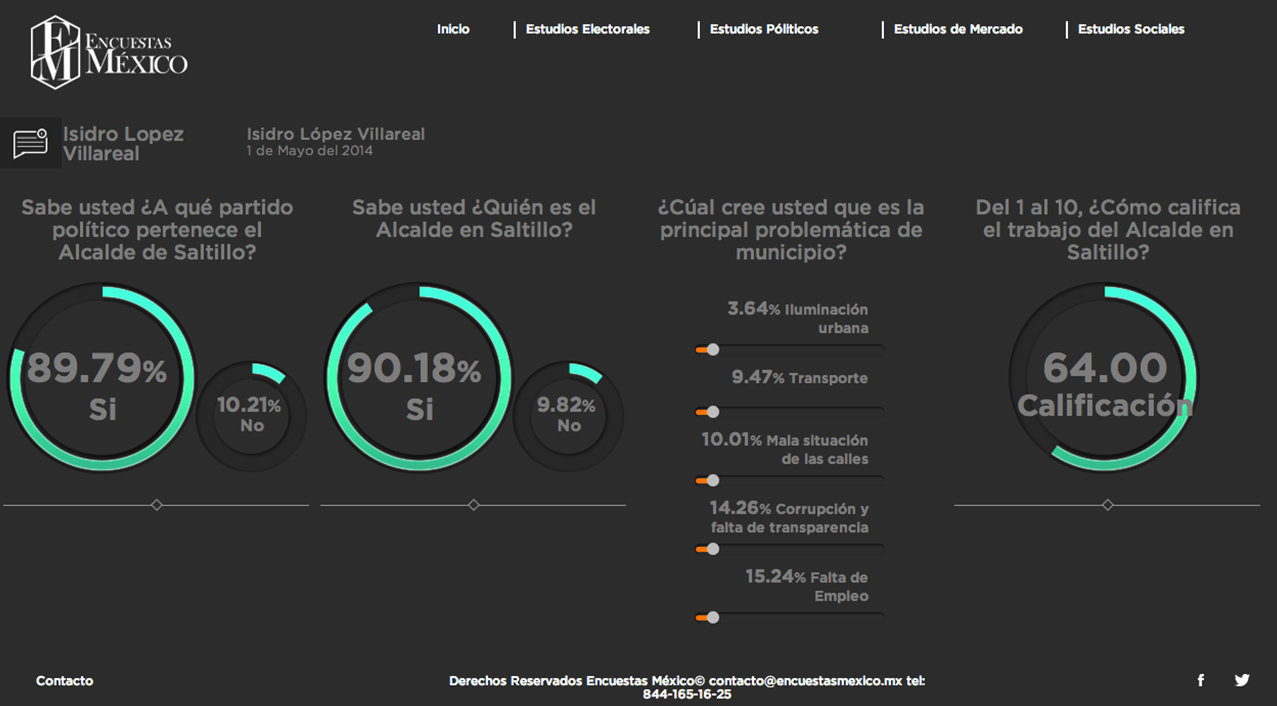 ENCUESTAS
MÉXICO
Inicio
Estudios Electorales
Estudios Póliticos
Estudios de Mercado
Estudios Sociales
Isidro Lopez
Villareal
Isidro López Villareal
1 de Mayo del 2014
Sabe usted ¿A qué partido
político pertenece el
Alcalde de Saltillo?
89.79%
Si
10.21%
No
Sabe usted ¿Quién es el
Alcalde en Saltillo?
90.18%
Si
9.82%
No
¿Cúal cree usted que es la
principal problemática de
municipio?
3.64% Iluminación
urbana
9.47% Transporte
10.01% Mala situación
de las calles
14.26% Corrupción y
falta de transparencia
15.24% Falta de
Empleo
Del 1 al 10, ¿Cómo califica
el trabajo del Alcalde en
Saltillo?
64.00
Calificación
Contacto
Derechos Reservados Encuestas México© contacto@encuestasmexico.mx tel:
844-165-16-25